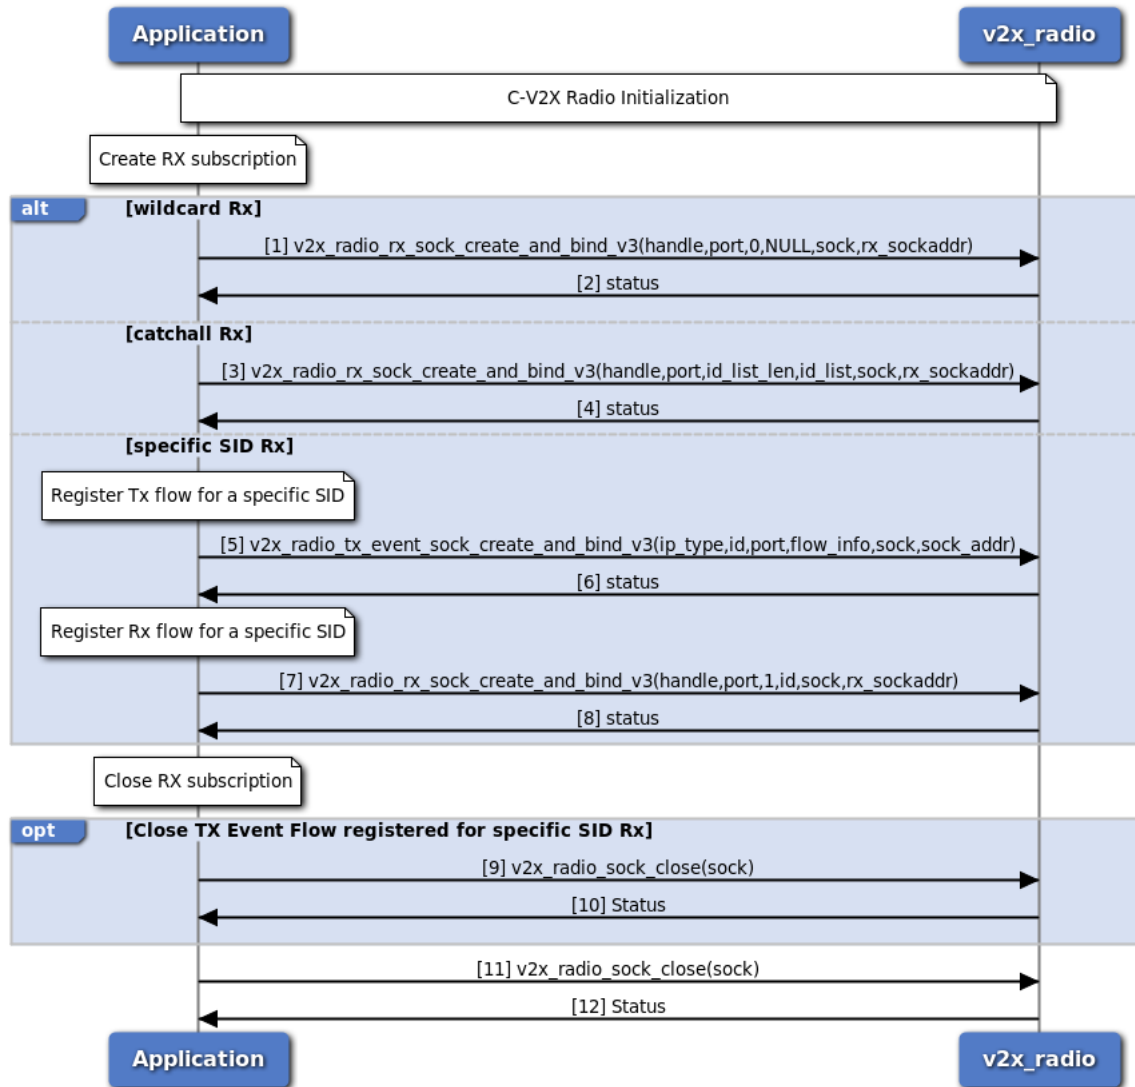 Application
v2x_radio
C-V2X Radio Initialization
Create RX subscription
alt
[wildcard Rx]
[1] v2x_radio_rx_sock_create_and_bind_v3(handle,port,0,NULL,sock,rx_sockaddr)
[2] status
[catchall Rx]
[3] v2x_radio_rx_sock_create_and_bind_v3(handle,port,id_list_len,id_list,sock,rx_sockaddr)
[4] status
[specific SID Rx]
Register Tx flow for a specific SID
[5] v2x_radio_tx_event_sock_create_and_bind_v3(ip_type,id,port,flow_info,sock,sock_addr)
[6] status
Register Rx flow for a specific SID
[7] v2x_radio_rx_sock_create_and_bind_v3(handle,port,1,id,sock,rx_sockaddr)
[8] status
Close RX subscription
opt
[Close TX Event Flow registered for specific SID Rx]
[9] v2x_radio_sock_close(sock)
[10] Status
[11] v2x_radio_sock_close(sock)
[12] Status
Application
v2x_radio